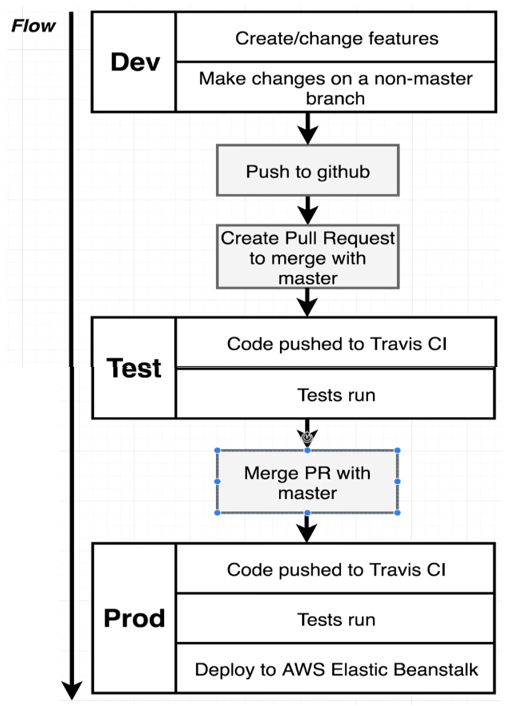 Flow
Dev
Create/change features
Make changes on a non-master
branch
Push to github
Create Pull Request
to merge with
master
Test
Code pushed to Travis CI
Tests run
Merge PR with
master
Prod
Code pushed to Travis CI
Tests run
Deploy to AWS Elastic Beanstalk